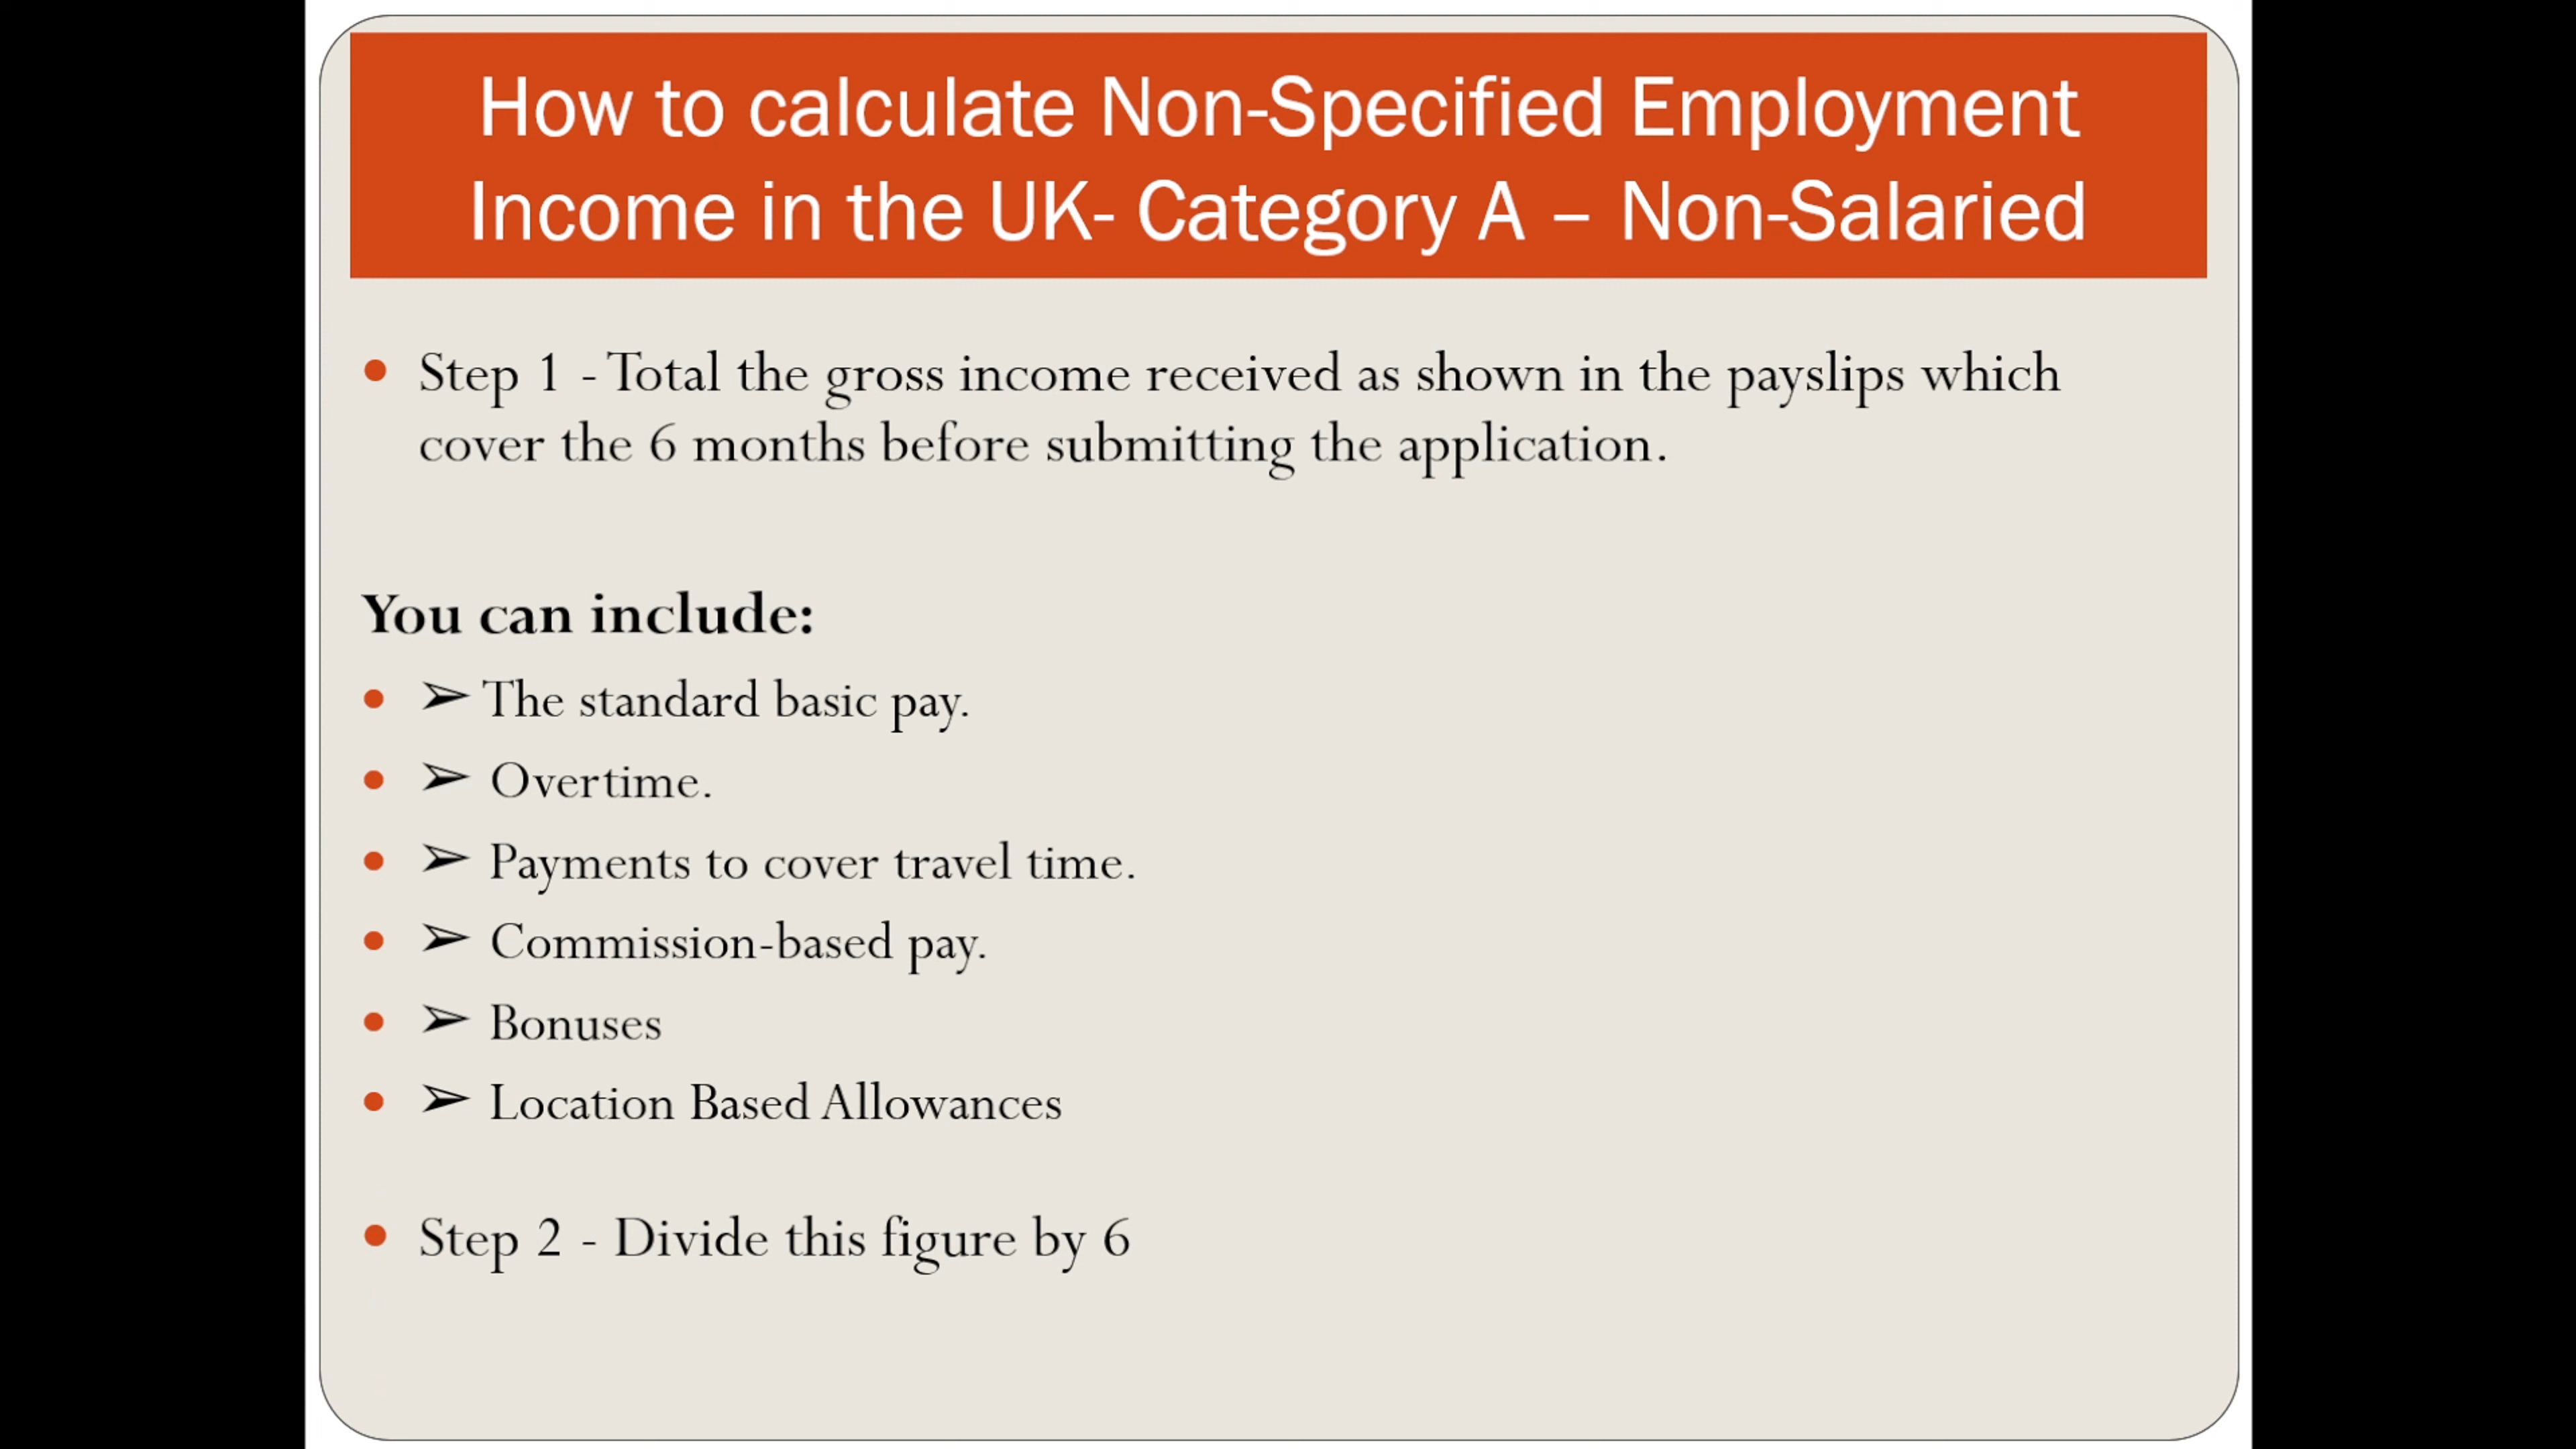 How to calculate Non-Specified Employment
Income in the UK- Category A – Non-Salaried
• Step 1 - Total the gross income received as shown in the payslips which
cover the 6 months before submitting the application.
You can include:
• ➢ The standard basic pay.
• ➢ Overtime.
• ➢ Payments to cover travel time.
• ➢ Commission-based pay.
• ➢ Bonuses
• ➢ Location Based Allowances
• Step 2 - Divide this figure by 6